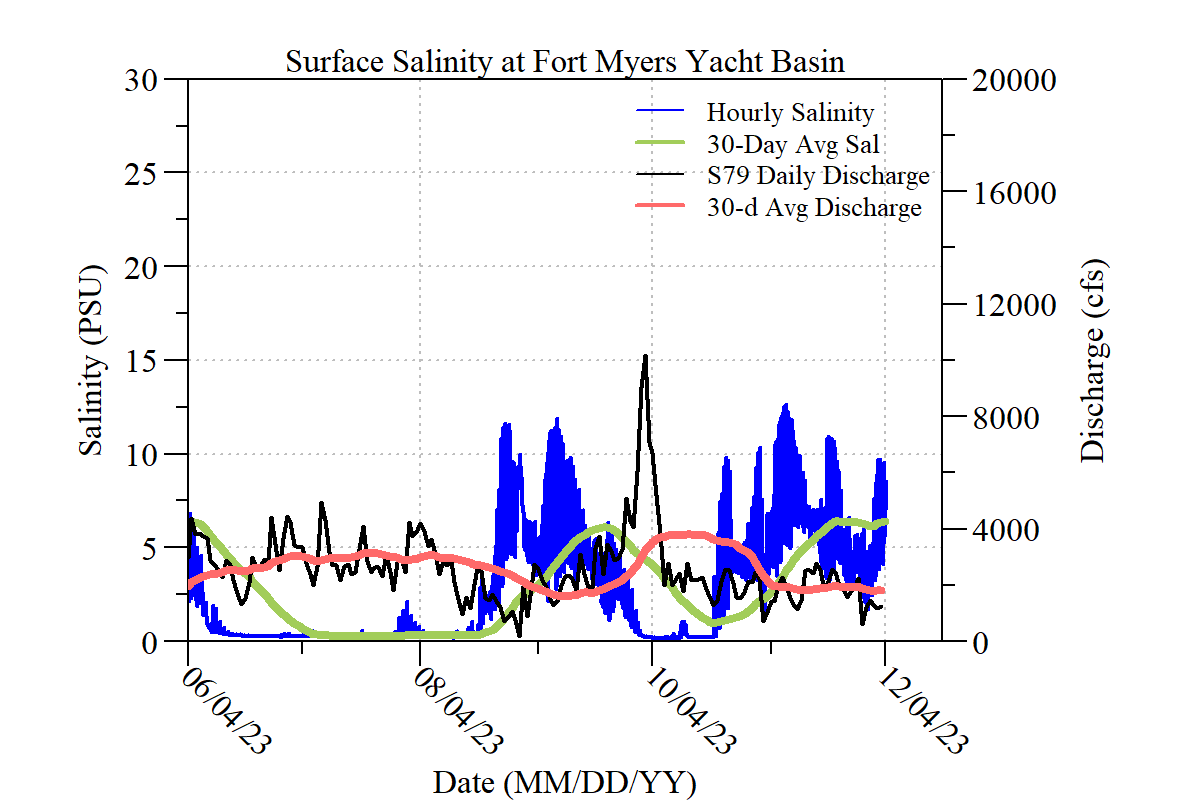 Surface Salinity at Fort Myers Yacht Basin
30
25
20
15
10
5
0
Salinity (PSU)
20000
16000
12000
8000
4000
0
Discharge (cfs)
Hourly Salinity
30-Day Avg Sal
S79 Daily Discharge
30-d Avg Discharge
06/04/23
08/04/23
10/04/23
12/04/23
Date (MM/DD/YY)